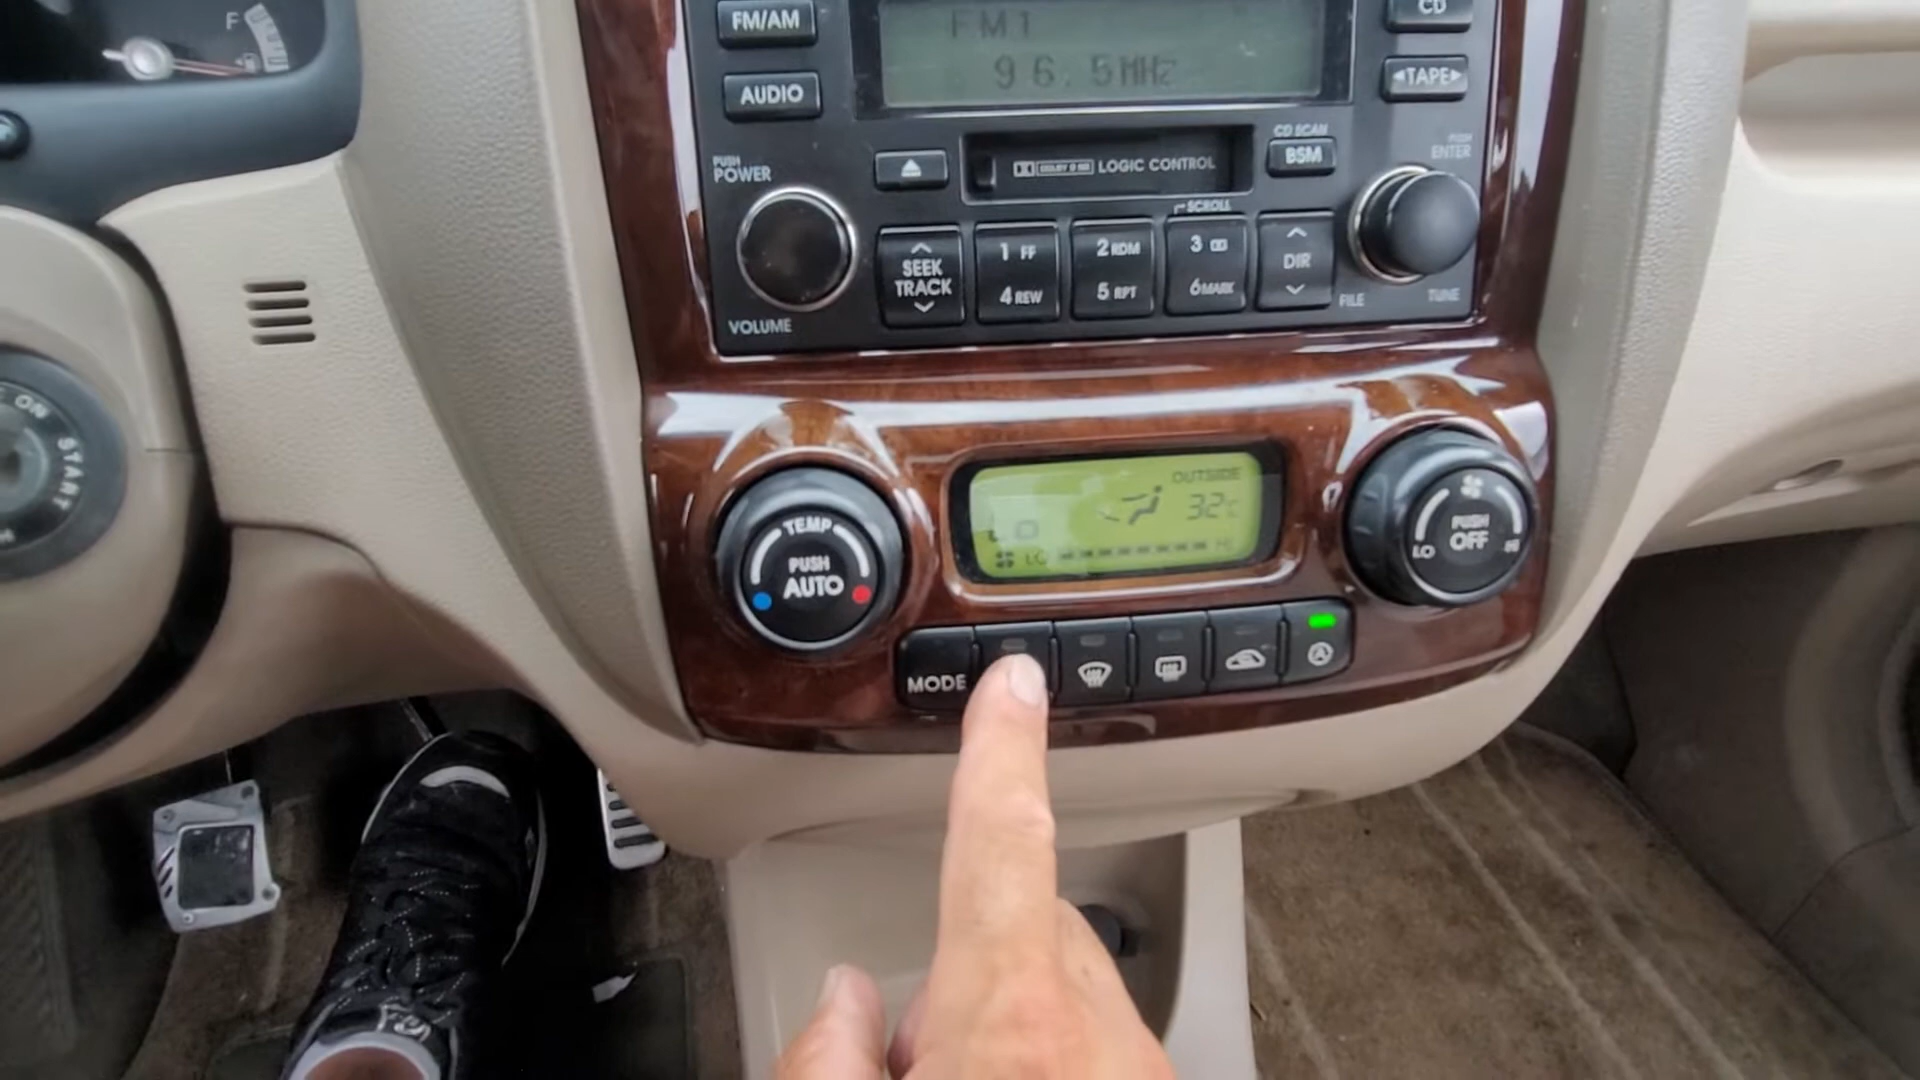 F
FM/AM
AUDIO
PUSH
POWER
VOLUME
FM1
96.5MHz
CD
◀TAPE▶
CD SCAN
BSM
PUSH
ENTER
LOGIC CONTROL
SCROLL
SEEK
TRACK
1 FF
4 REW
2 RDM
5 RPT
3
6 MARK
DIR
FILE
TUNE
ON
START
TEMP
PUSH
AUTO
OUTSIDE
32℃
LO HI
PUSH
OFF
LO
HI
MODE
A